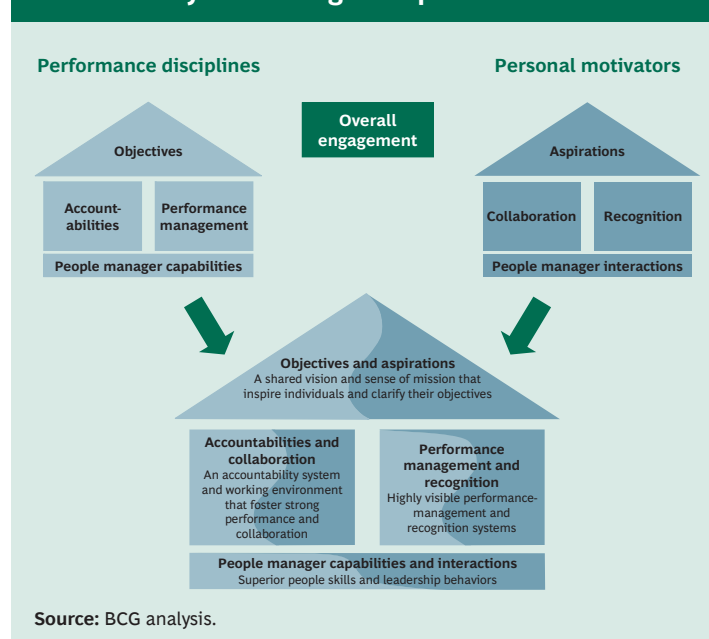 Performance disciplines
Personal motivators
Overall
engagement
Objectives
Account-
abilities
Performance
management
People manager capabilities
Aspirations
Collaboration
Recognition
People manager interactions
Objectives and aspirations
A shared vision and sense of mission that
inspire individuals and clarify their objectives
Accountabilities and
collaboration
An accountability system
and working environment
that foster strong
performance and
collaboration
Performance
management and
recognition
Highly visible performance-
management and
recognition systems
People manager capabilities and interactions
Superior people skills and leadership behaviors
Source: BCG analysis.